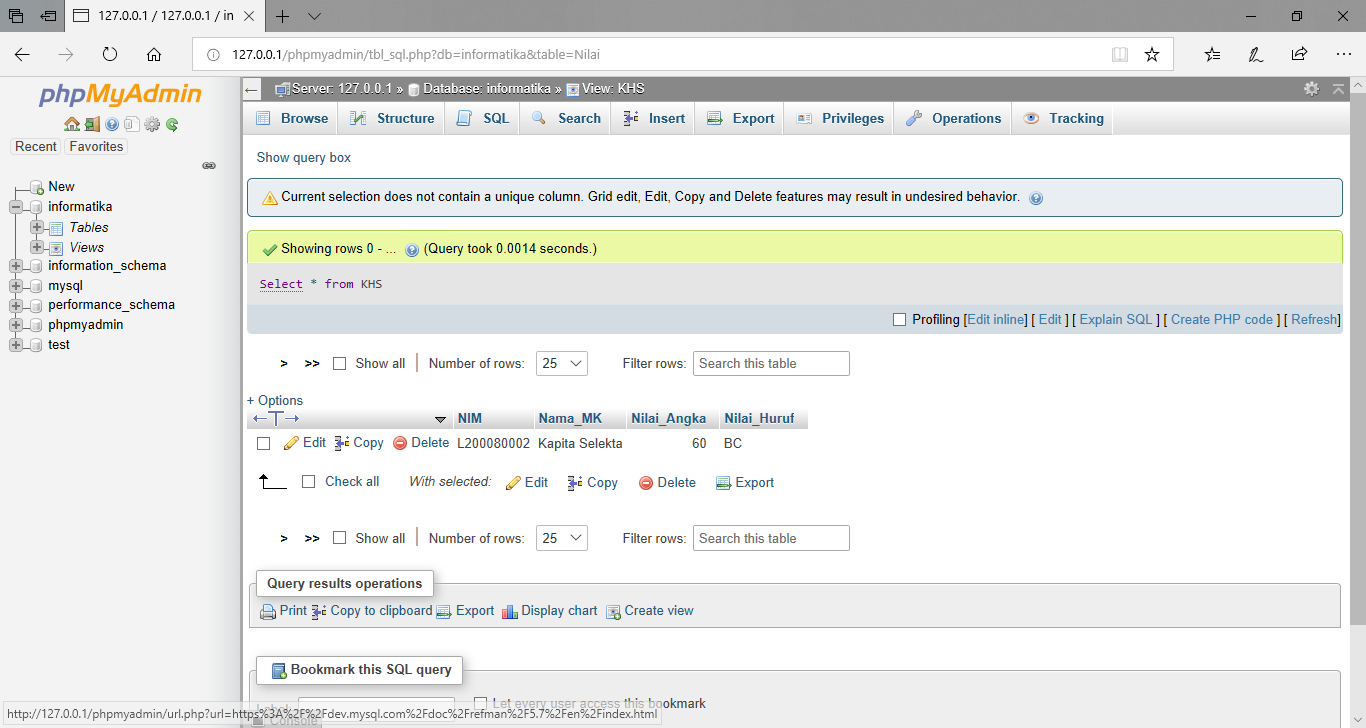 127.0.0.1 / 127.0.0.1 / in
127.0.0.1/phpmyadmin/tbl_sql.php?db=informatika&table=Nilai
phpMyAdmin
Recent Favorites
New
informatika
Tables
Views
information_schema
mysql
performance_schema
phpmyadmin
test
Server: 127.0.0.1 » Database: informatika » View: KHS
Browse Structure SQL Search Insert Export Privileges Operations Tracking
Show query box
Current selection does not contain a unique column. Grid edit, Edit, Copy and Delete features may result in undesired behavior.
Showing rows 0 - ... (Query took 0.0014 seconds.)
Select * from KHS
Profiling [Edit inline] [ Edit ] [ Explain SQL ] [ Create PHP code ] [ Refresh]
> >> Show all | Number of rows: 25 Filter rows: Search this table
+ Options
←T→ NIM Nama_MK Nilai_Angka Nilai_Huruf
Edit Copy Delete L200080002 Kapita Selekta 60 BC
Check all With selected: Edit Copy Delete Export
> >> Show all | Number of rows: 25 Filter rows: Search this table
Query results operations
Print Copy to clipboard Export Display chart Create view
Bookmark this SQL query
Label: Let every user access this bookmark
http://127.0.0.1/phpmyadmin/url.php?url=https%3A%2F%2Fdev.mysql.com%2Fdoc%2Frefman%2F5.7%2Fen%2Findex.html
Console